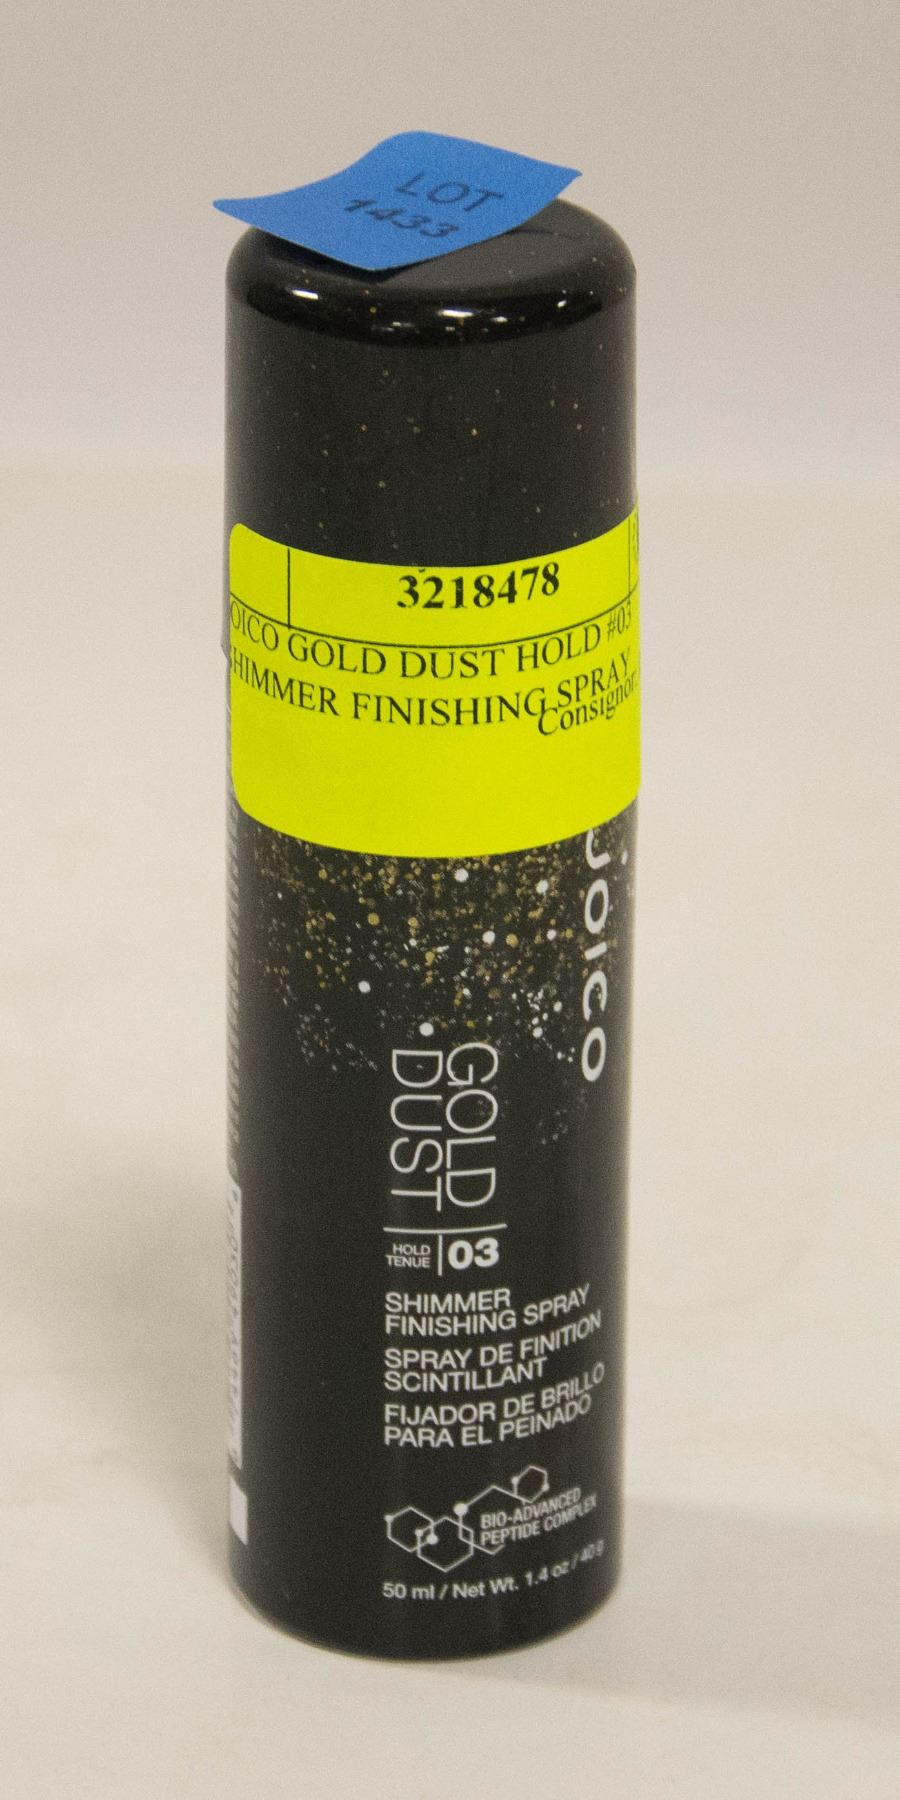 LOT
1433
3218478
OICO GOLD DUST HOLD #03
HIMMER FINISHING SPRAY
Consignor
JOICO
GOLD
DUST
HOLD
TENUE
03
SHIMMER
FINISHING SPRAY
SPRAY DE FINITION
SCINTILLANT
FIJADOR DE BRILLO
PARA EL PEINADO
BIO-ADVANCED
PEPTIDE COMPLEX
50 ml / Net Wt. 1.4 oz / 40 g